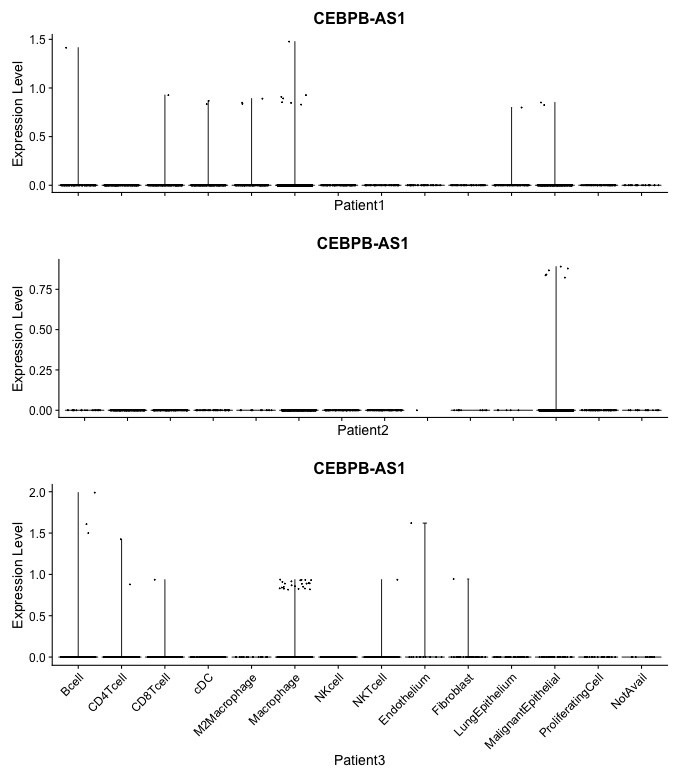 CEBPB-AS1
Expression Level
1.5
1.0
0.5
0.0
Patient1
CEBPB-AS1
Expression Level
0.75
0.50
0.25
0.00
Patient2
CEBPB-AS1
Expression Level
2.0
1.5
1.0
0.5
0.0
Bcell
CD4Tcell
CD8Tcell
cDC
M2Macrophage
Macrophage
NKcell
NKTcell
Endothelium
Fibroblast
LungEpithelium
MalignantEpithelial
ProliferatingCell
NotAvail
Patient3